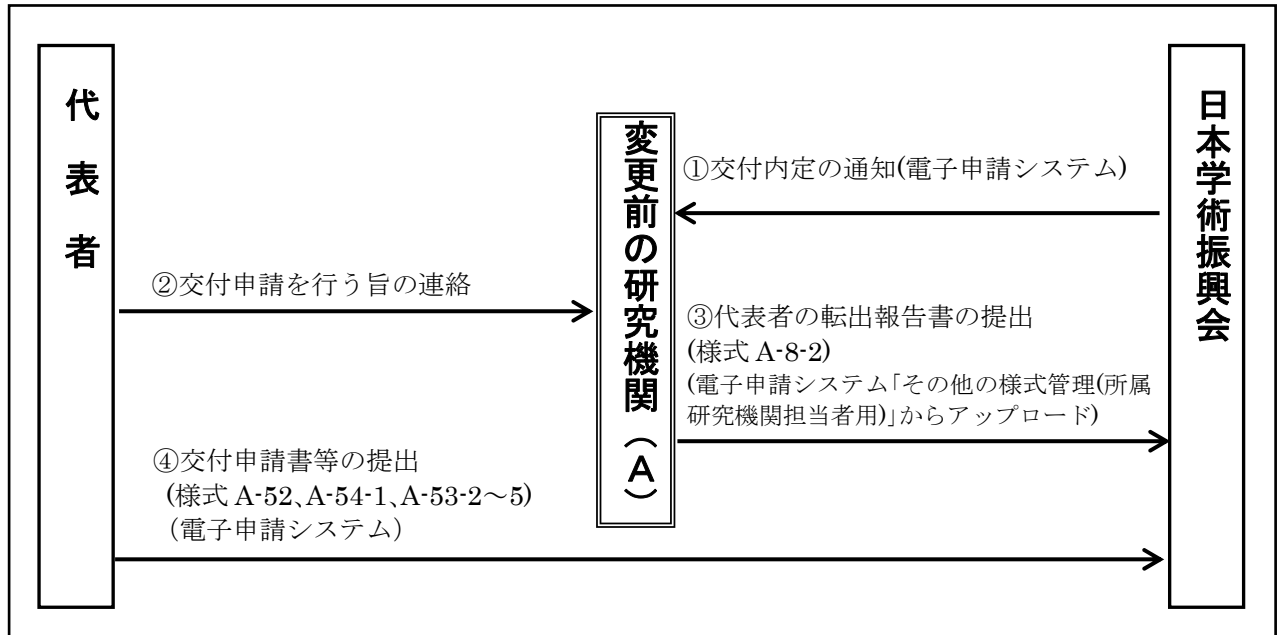 代表者
変更前の研究機関（A）
日本学術振興会
①交付内定の通知(電子申請システム)
②交付申請を行う旨の連絡
③代表者の転出報告書の提出
(様式 A-8-2)
(電子申請システム「その他の様式管理(所属
研究機関担当者用)」からアップロード)
④交付申請書等の提出
(様式 A-52、A-54-1、A-53-2～5)
（電子申請システム）